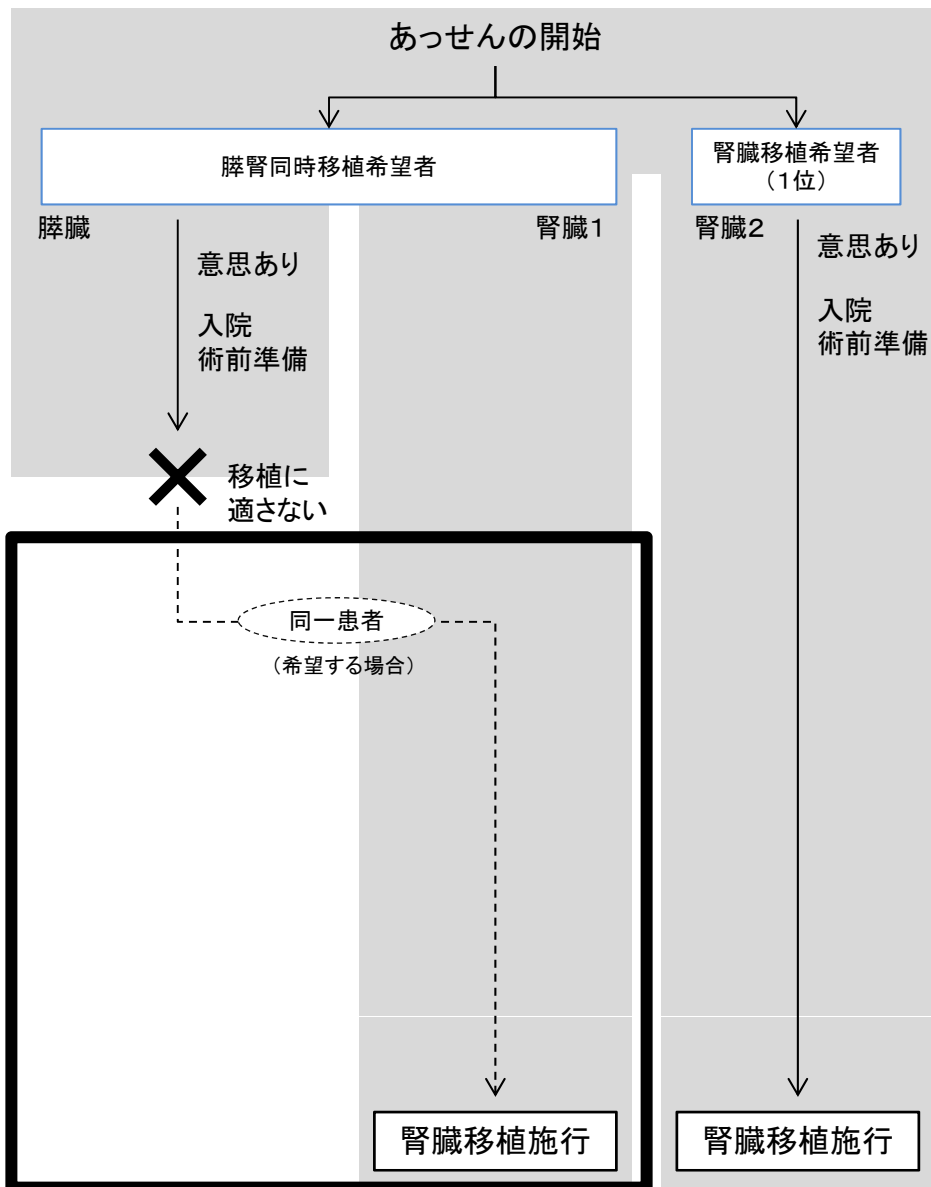 あっせんの開始
膵腎同時移植希望者
腎臓移植希望者
(1位)
膵臓
腎臓1
腎臓2
意思あり
入院
術前準備
意思あり
入院
術前準備
移植に
適さない
同一患者
(希望する場合)
腎臓移植施行
腎臓移植施行